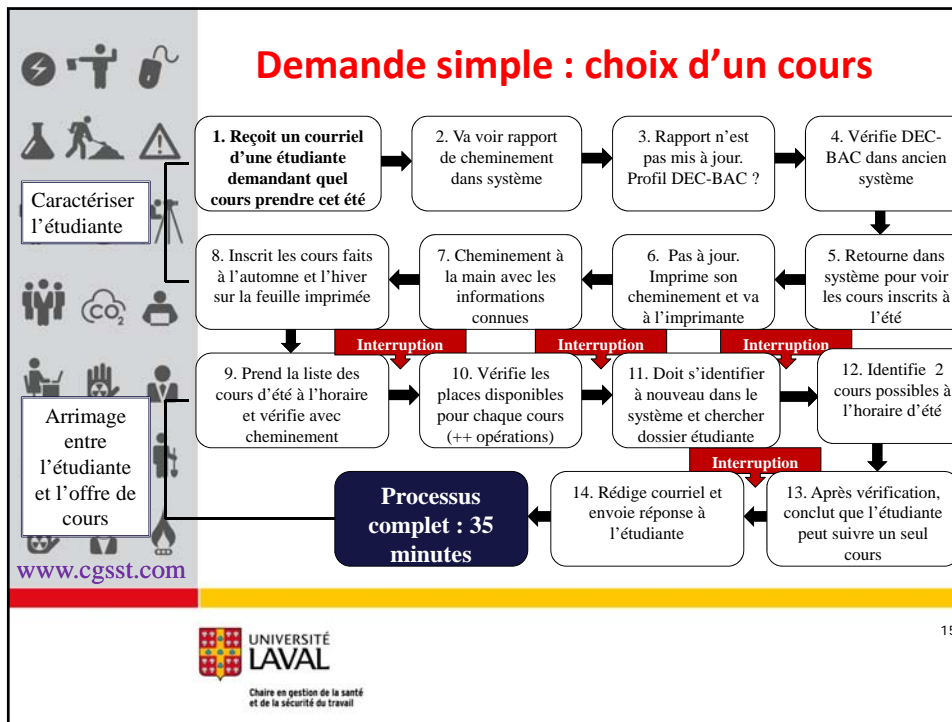 Demande simple : choix d’un cours
1. Reçoit un courriel
d’une étudiante
demandant quel
cours prendre cet été
2. Va voir rapport
de cheminement
dans système
3. Rapport n’est
pas mis à jour.
Profil DEC-BAC ?
4. Vérifie DEC-
BAC dans ancien
système
Caractériser
l’étudiante
5. Retourne dans
système pour voir
les cours inscrits à
l’été
6. Pas à jour.
Imprime son
cheminement et va
à l’imprimante
7. Cheminement à
la main avec les
informations
connues
8. Inscrit les cours faits
à l’automne et l’hiver
sur la feuille imprimée
CO2
Interruption
Interruption
Interruption
9. Prend la liste des
cours d’été à l’horaire
et vérifie avec
cheminement
10. Vérifie les
places disponibles
pour chaque cours
(++ opérations)
11. Doit s’identifier
à nouveau dans le
système et chercher
dossier étudiante
12. Identifie 2
cours possibles à
l’horaire d’été
Arrimage
entre
l’étudiante
et l’offre de
cours
Interruption
13. Après vérification,
conclut que l’étudiante
peut suivre un seul
cours
14. Rédige courriel et
envoie réponse à
l’étudiante
Processus
complet : 35
minutes
www.cgsst.com
15
UNIVERSITÉ
LAVAL
Chaire en gestion de la santé
et de la sécurité du travail